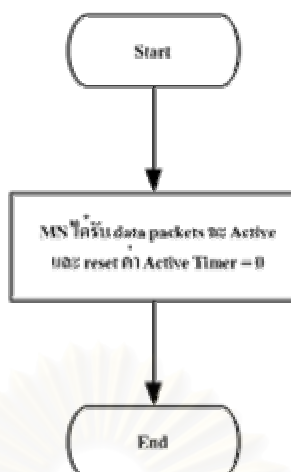 Start
MS ได้รับ data packets จะ Active
และ reset ค่า Active Timer = 0
End